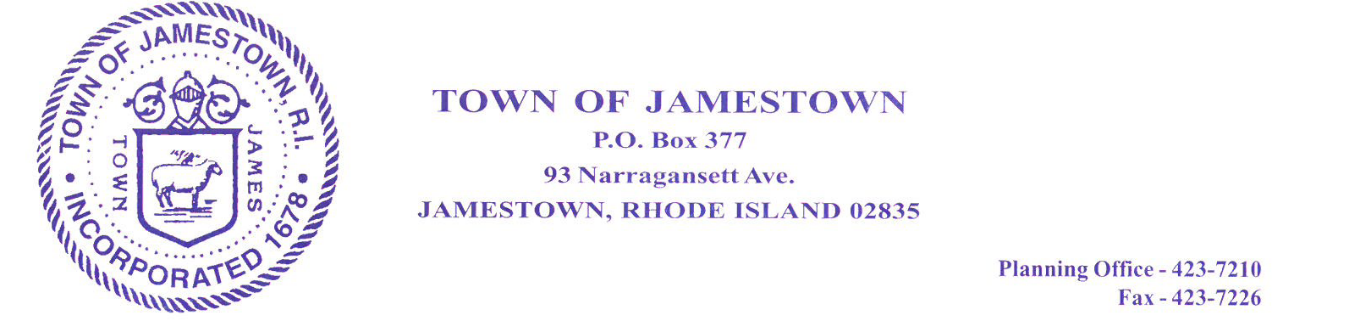 TOWN OF JAMESTOWN, R.I.
INCORPORATED 1678
TOWN
JAMES
TOWN OF JAMESTOWN
P.O. Box 377
93 Narragansett Ave.
JAMESTOWN, RHODE ISLAND 02835
Planning Office - 423-7210
Fax - 423-7226